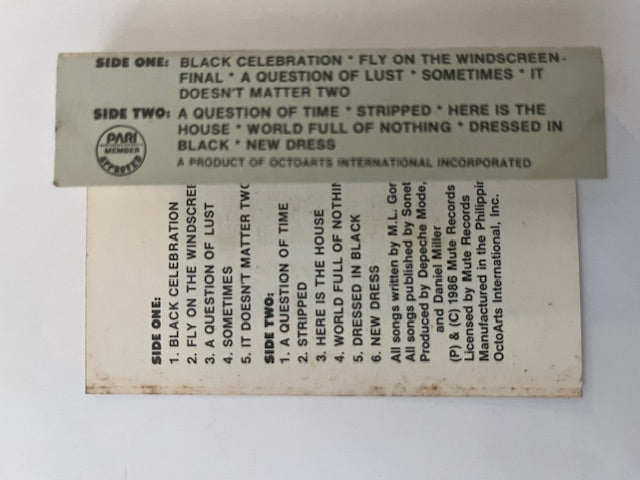 SIDE ONE: BLACK CELEBRATION * FLY ON THE WINDSCREEN-
FINAL * A QUESTION OF LUST * SOMETIMES * IT
DOESN'T MATTER TWO
SIDE TWO: A QUESTION OF TIME * STRIPPED * HERE IS THE
HOUSE * WORLD FULL OF NOTHING * DRESSED IN
BLACK * NEW DRESS
A PRODUCT OF OCTOARTS INTERNATIONAL INCORPORATED
PARI
MEMBER
APPROVED
SIDE ONE:
1. BLACK CELEBRATION
2. FLY ON THE WINDSCREE
3. A QUESTION OF LUST
4. SOMETIMES
5. IT DOESN'T MATTER TWO
SIDE TWO:
1. A QUESTION OF TIME
2. STRIPPED
3. HERE IS THE HOUSE
4. WORLD FULL OF NOTHIN
5. DRESSED IN BLACK
6. NEW DRESS
All songs written by M.L. Gor
All songs published by Sonet
Produced by Depeche Mode,
and Daniel Miller
(P) & (C) 1986 Mute Records
Licensed by Mute Records
Manufactured in the Philippin
OctoArts International, Inc.